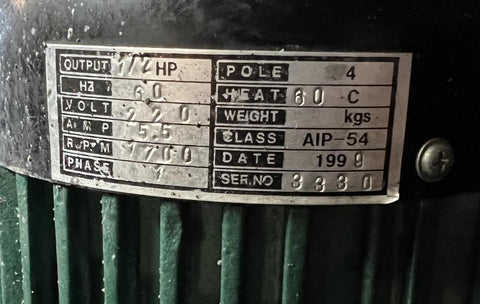 OUTPUT 1/2 HP POLE 4
HZ 60 HEAT 60 C
VOLT 220 WEIGHT kgs
AMP 5.5 CLASS AIP-54
R.P.M 1700 DATE 1999
PHASE 1 SER.NO 3330